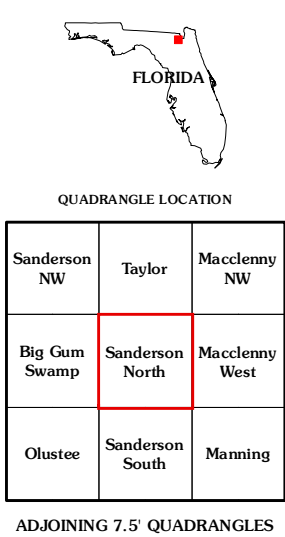 FLORIDA
QUADRANGLE LOCATION
Sanderson
NW
Taylor
Macclenny
NW
Big Gum
Swamp
Sanderson
North
Macclenny
West
Olustee
Sanderson
South
Manning
ADJOINING 7.5' QUADRANGLES